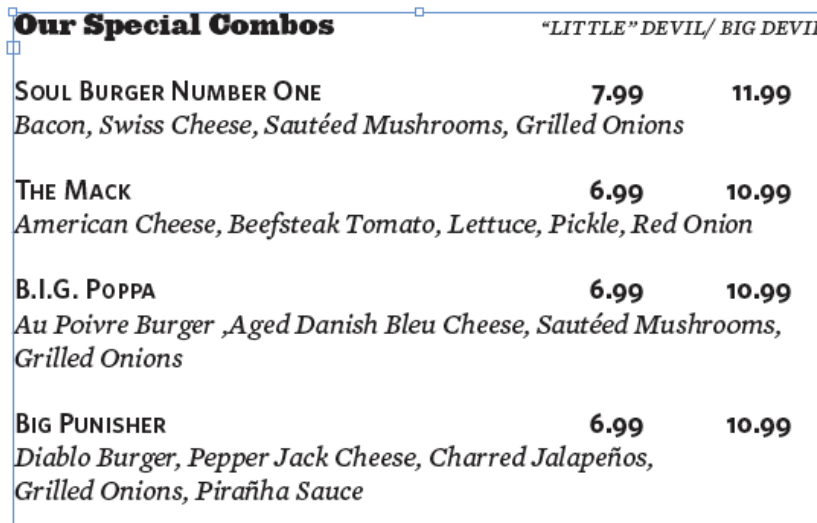 Our Special Combos “LITTLE” DEVIL/ BIG DEVIL
SOUL BURGER NUMBER ONE 7.99 11.99
Bacon, Swiss Cheese, Sautéed Mushrooms, Grilled Onions
THE MACK 6.99 10.99
American Cheese, Beefsteak Tomato, Lettuce, Pickle, Red Onion
B.I.G. POPPA 6.99 10.99
Au Poivre Burger ,Aged Danish Bleu Cheese, Sautéed Mushrooms,
Grilled Onions
BIG PUNISHER 6.99 10.99
Diablo Burger, Pepper Jack Cheese, Charred Jalapeños,
Grilled Onions, Pirañha Sauce